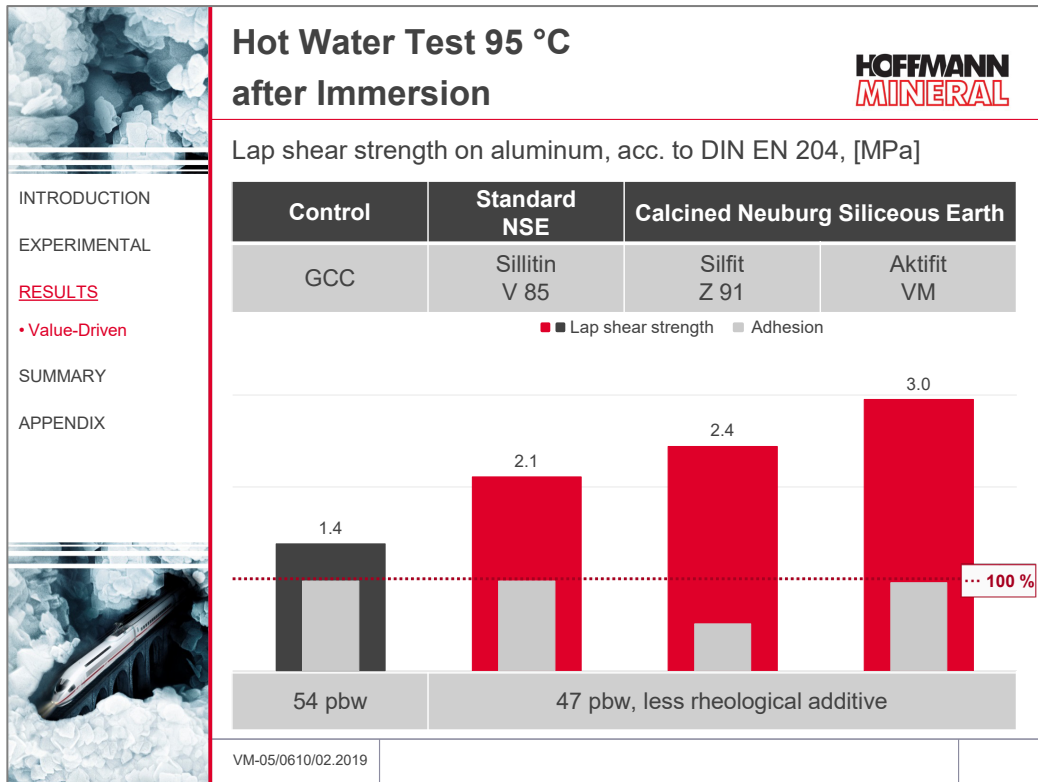 Hot Water Test 95 °C
after Immersion
HOFFMANN
MINERAL
Lap shear strength on aluminum, acc. to DIN EN 204, [MPa]
INTRODUCTION
EXPERIMENTAL
RESULTS
• Value-Driven
SUMMARY
APPENDIX
Control
Standard
NSE
Calcined Neuburg Siliceous Earth
GCC
Sillitin
V 85
Silfit
Z 91
Aktifit
VM
Lap shear strength
Adhesion
1.4
2.1
2.4
3.0
··· 100 %
54 pbw
47 pbw, less rheological additive
VM-05/0610/02.2019